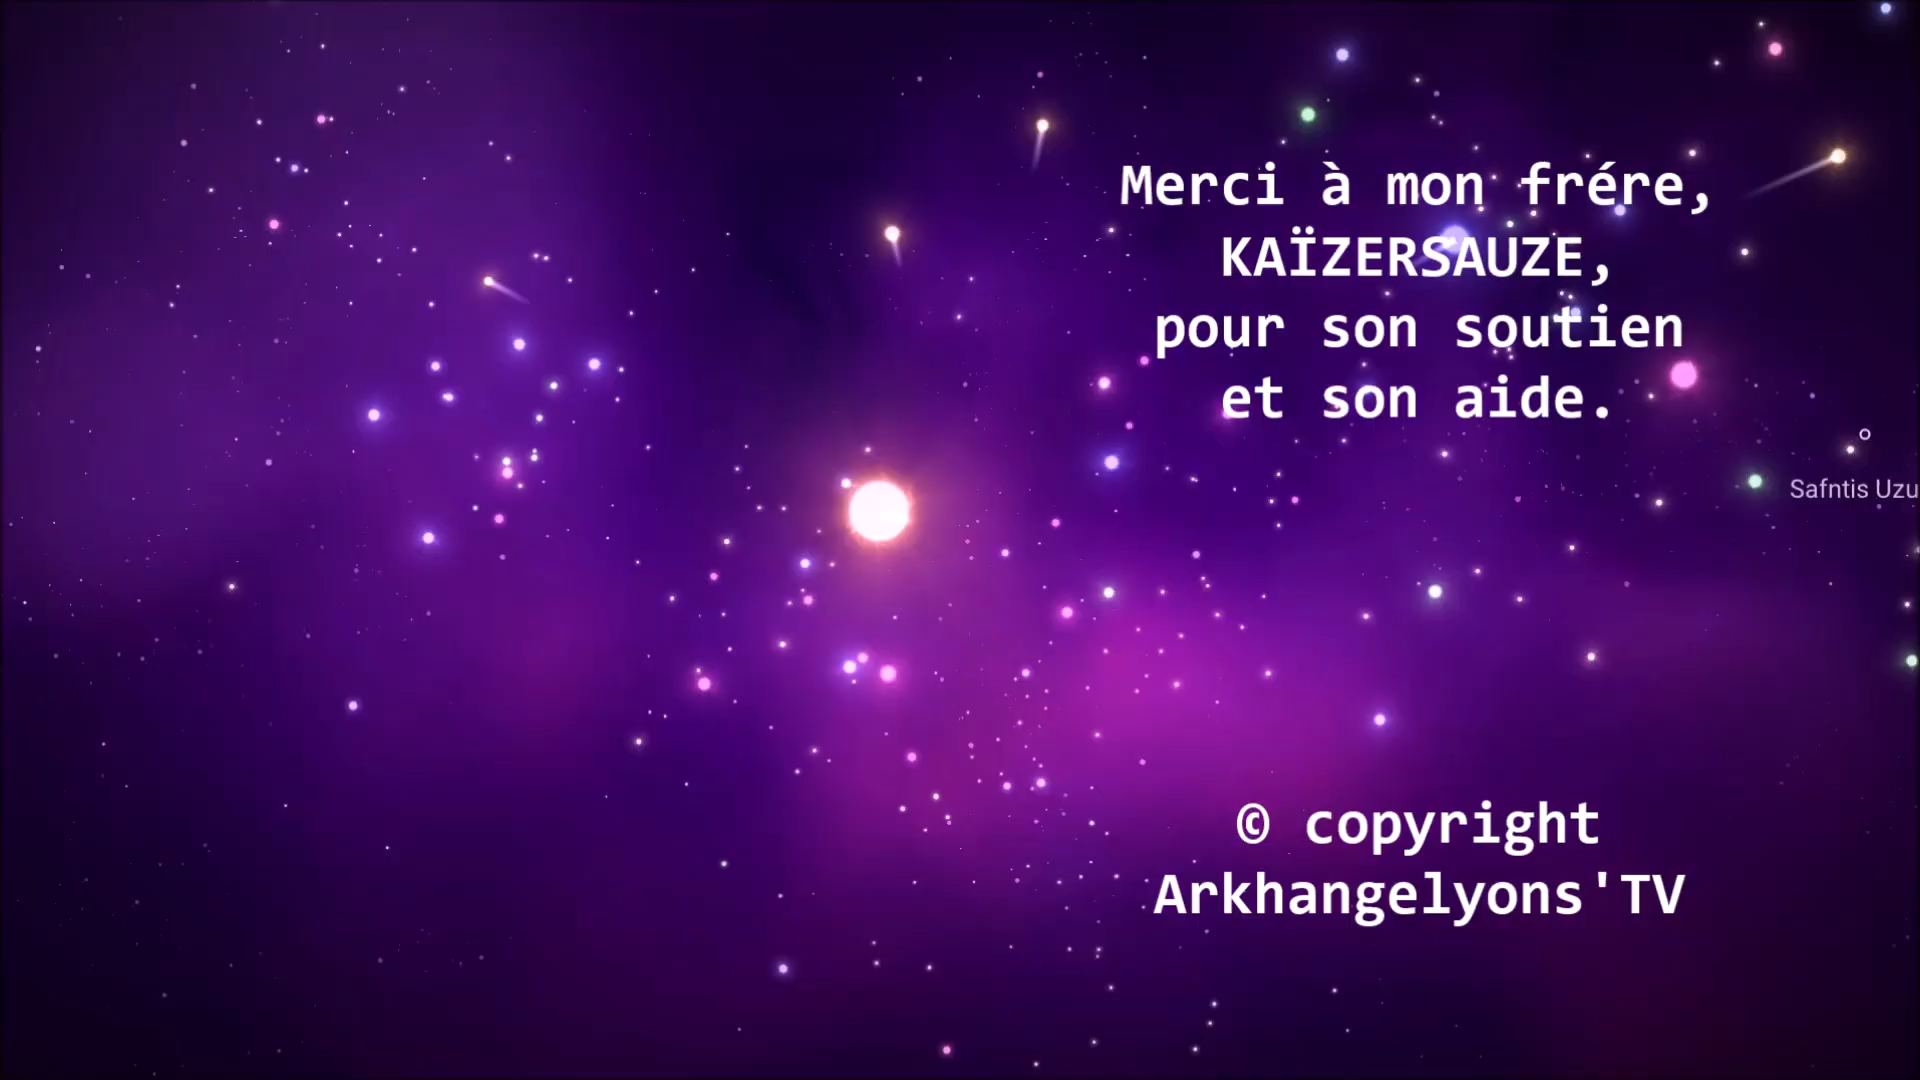 Merci à mon frére,
KAÏZERSAUZE,
pour son soutien
et son aide.
Safntis Uzu
© copyright
Arkhangelyons'TV